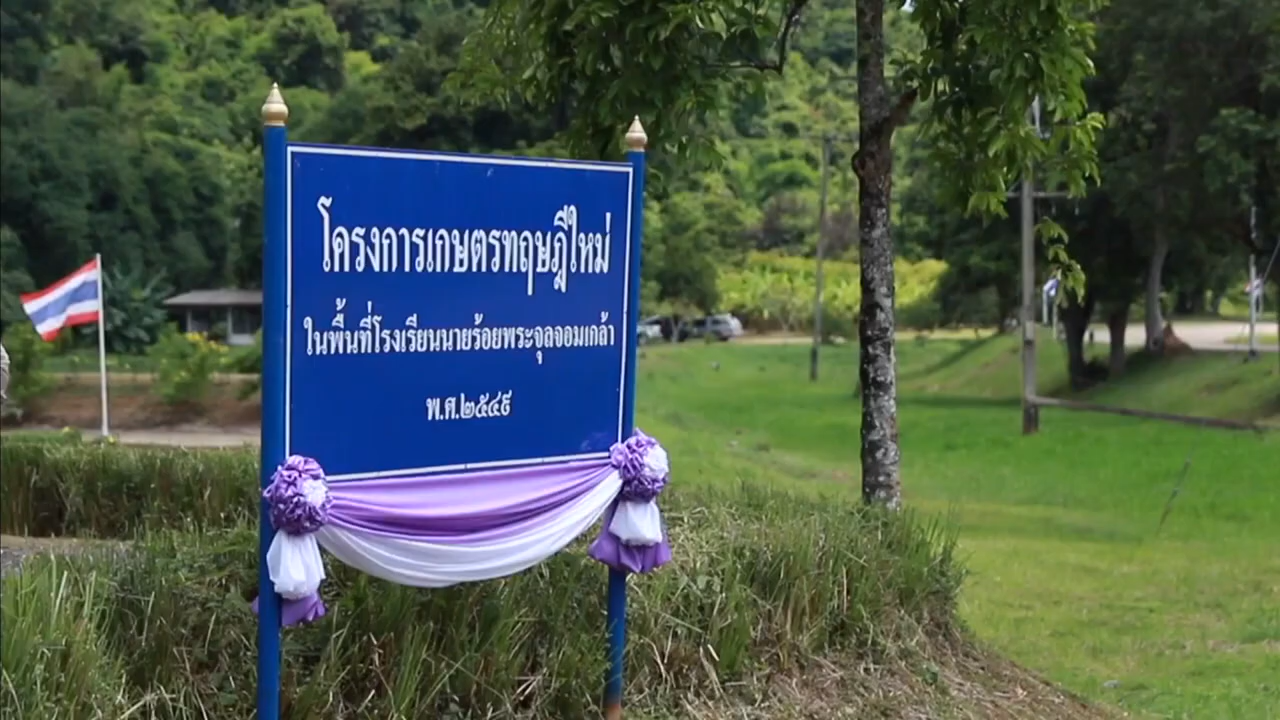 โครงการเกษตรทฤษฎีใหม่
ในพื้นที่โรงเรียนนายร้อยพระจุลจอมเกล้า
พ.ศ.๒๕๔๙